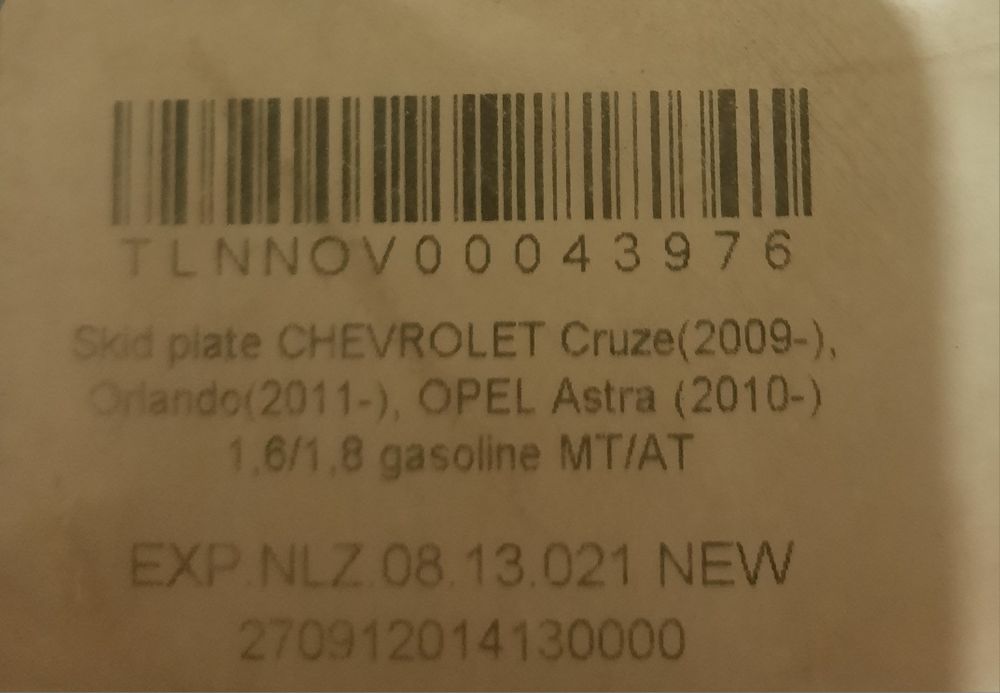 TLNNOV00043976
Skid plate CHEVROLET Cruze(2009-),
Orlando(2011-), OPEL Astra (2010-)
1,6/1,8 gasoline MT/AT
EXP.NLZ.08.13.021 NEW
270912014130000